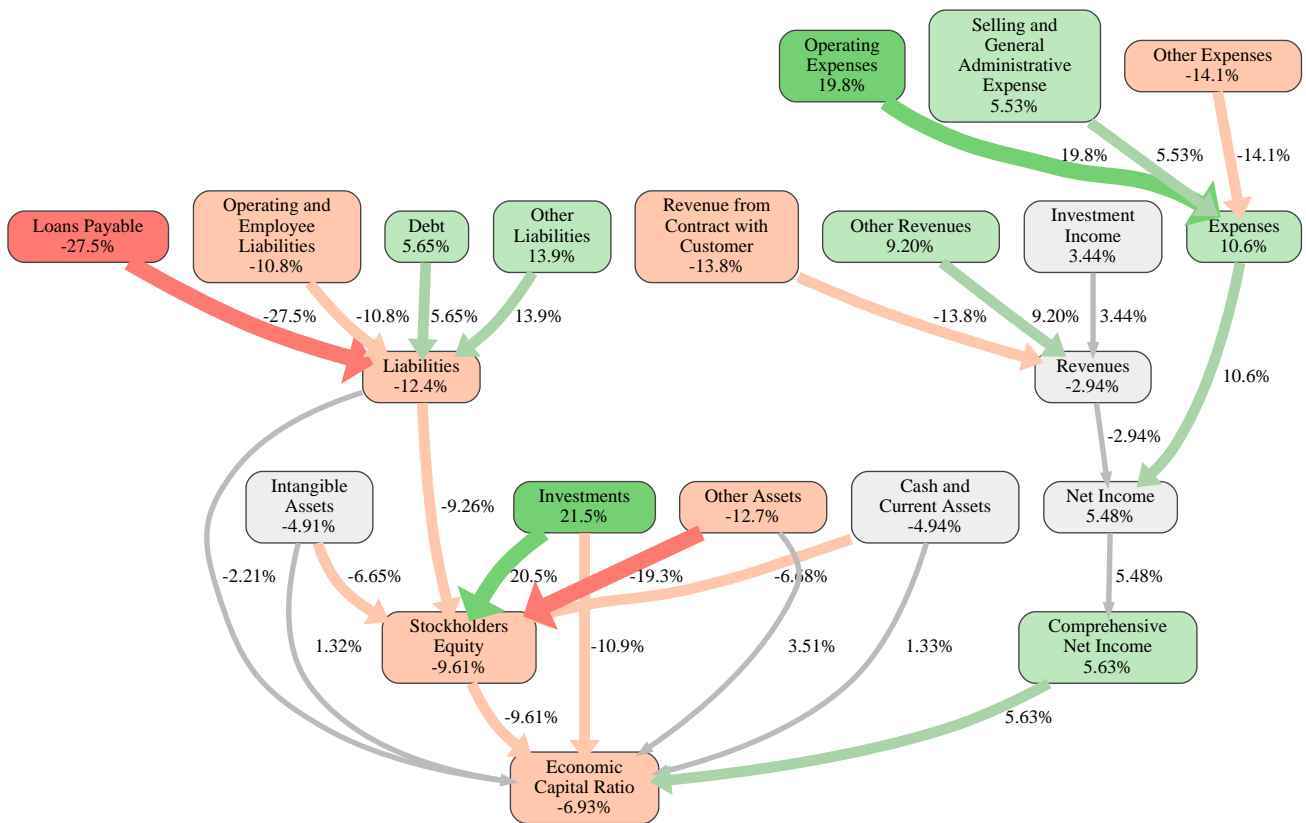 Operating
Expenses
19.8%
Selling and
General
Administrative
Expense
5.53%
Other Expenses
-14.1%
19.8%
5.53%
-14.1%
Loans Payable
-27.5%
Operating and
Employee
Liabilities
-10.8%
Debt
5.65%
Other
Liabilities
13.9%
Revenue from
Contract with
Customer
-13.8%
Other Revenues
9.20%
Investment
Income
3.44%
Expenses
10.6%
-27.5%
-10.8%
5.65%
13.9%
-13.8%
9.20%
3.44%
10.6%
Liabilities
-12.4%
Revenues
-2.94%
-2.94%
Intangible
Assets
-4.91%
-9.26%
Investments
21.5%
Other Assets
-12.7%
Cash and
Current Assets
-4.94%
Net Income
5.48%
-2.21%
-6.65%
20.5%
-19.3%
-6.68%
5.48%
1.32%
Stockholders
Equity
-9.61%
-10.9%
3.51%
1.33%
Comprehensive
Net Income
5.63%
-9.61%
5.63%
Economic
Capital Ratio
-6.93%